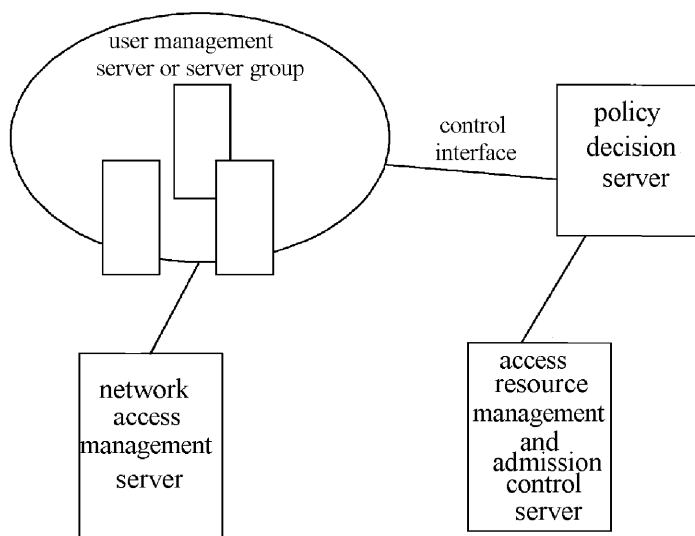 user management
server or server group
control
interface
policy
decision
server
network
access
management
server
access
resource
management
and
admission
control
server